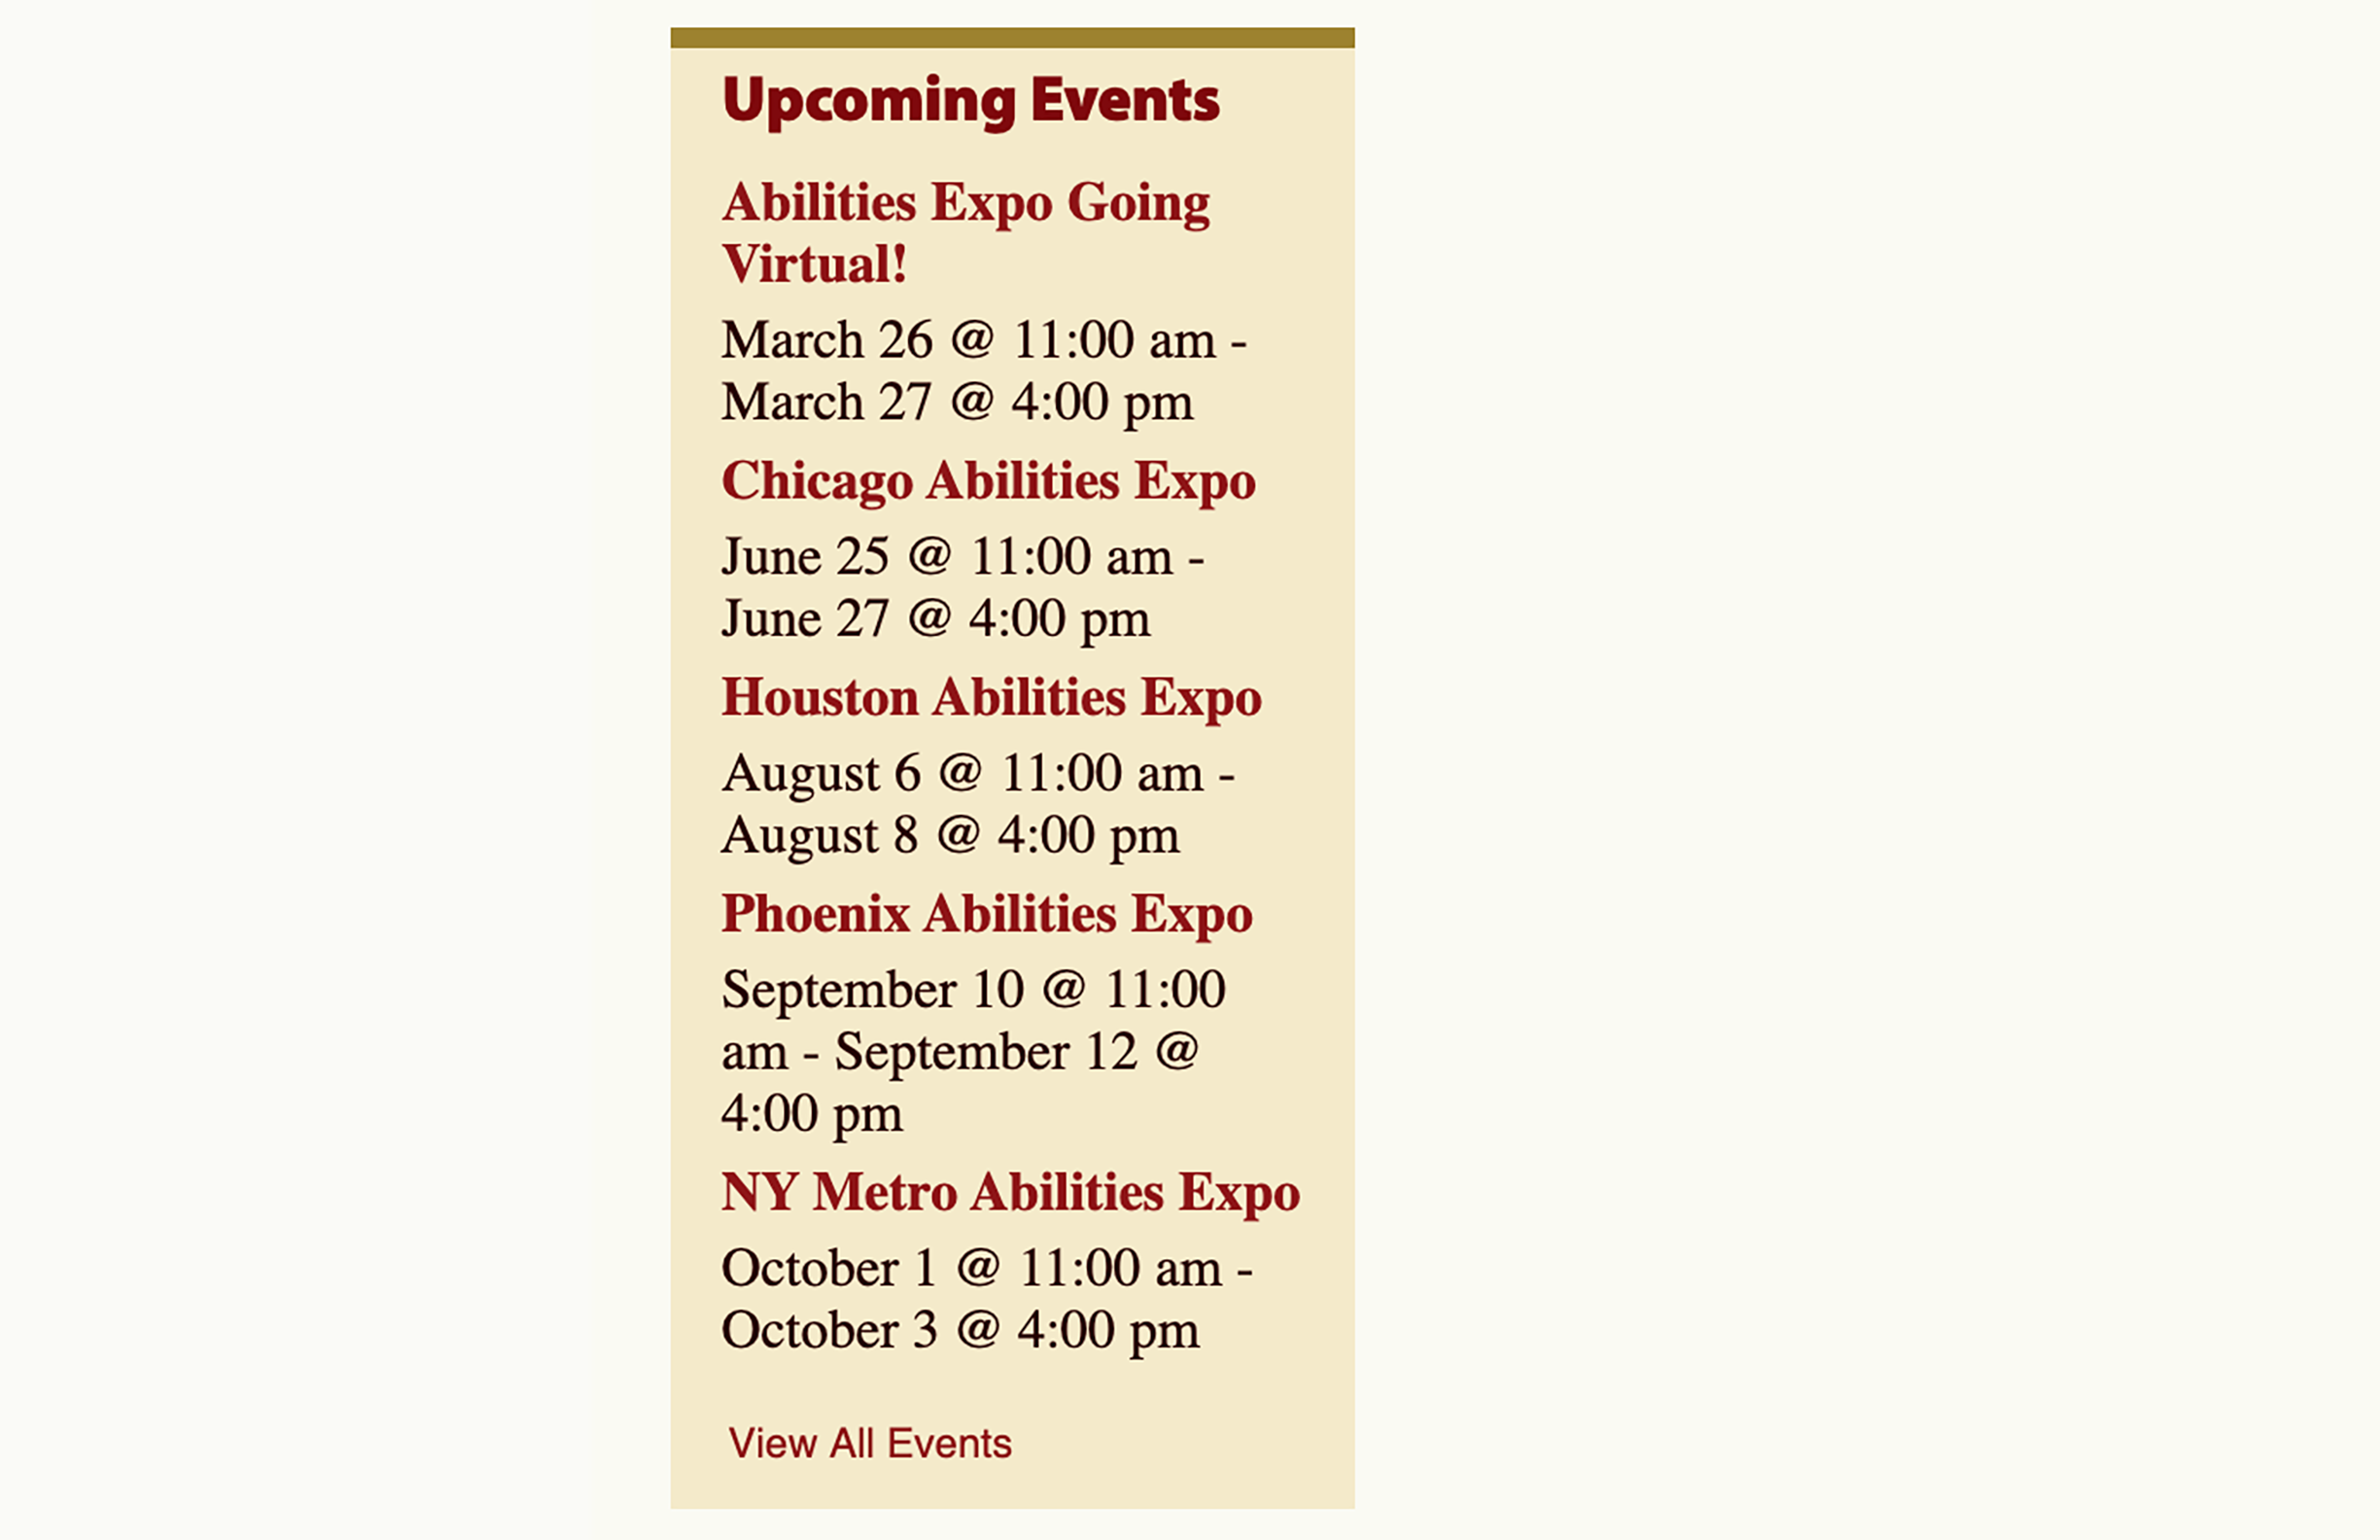 Upcoming Events
Abilities Expo Going
Virtual!
March 26 @ 11:00 am -
March 27 @ 4:00 pm
Chicago Abilities Expo
June 25 @ 11:00 am -
June 27 @ 4:00 pm
Houston Abilities Expo
August 6 @ 11:00 am -
August 8 @ 4:00 pm
Phoenix Abilities Expo
September 10 @ 11:00
am - September 12 @
4:00 pm
NY Metro Abilities Expo
October 1 @ 11:00 am -
October 3 @ 4:00 pm
View All Events